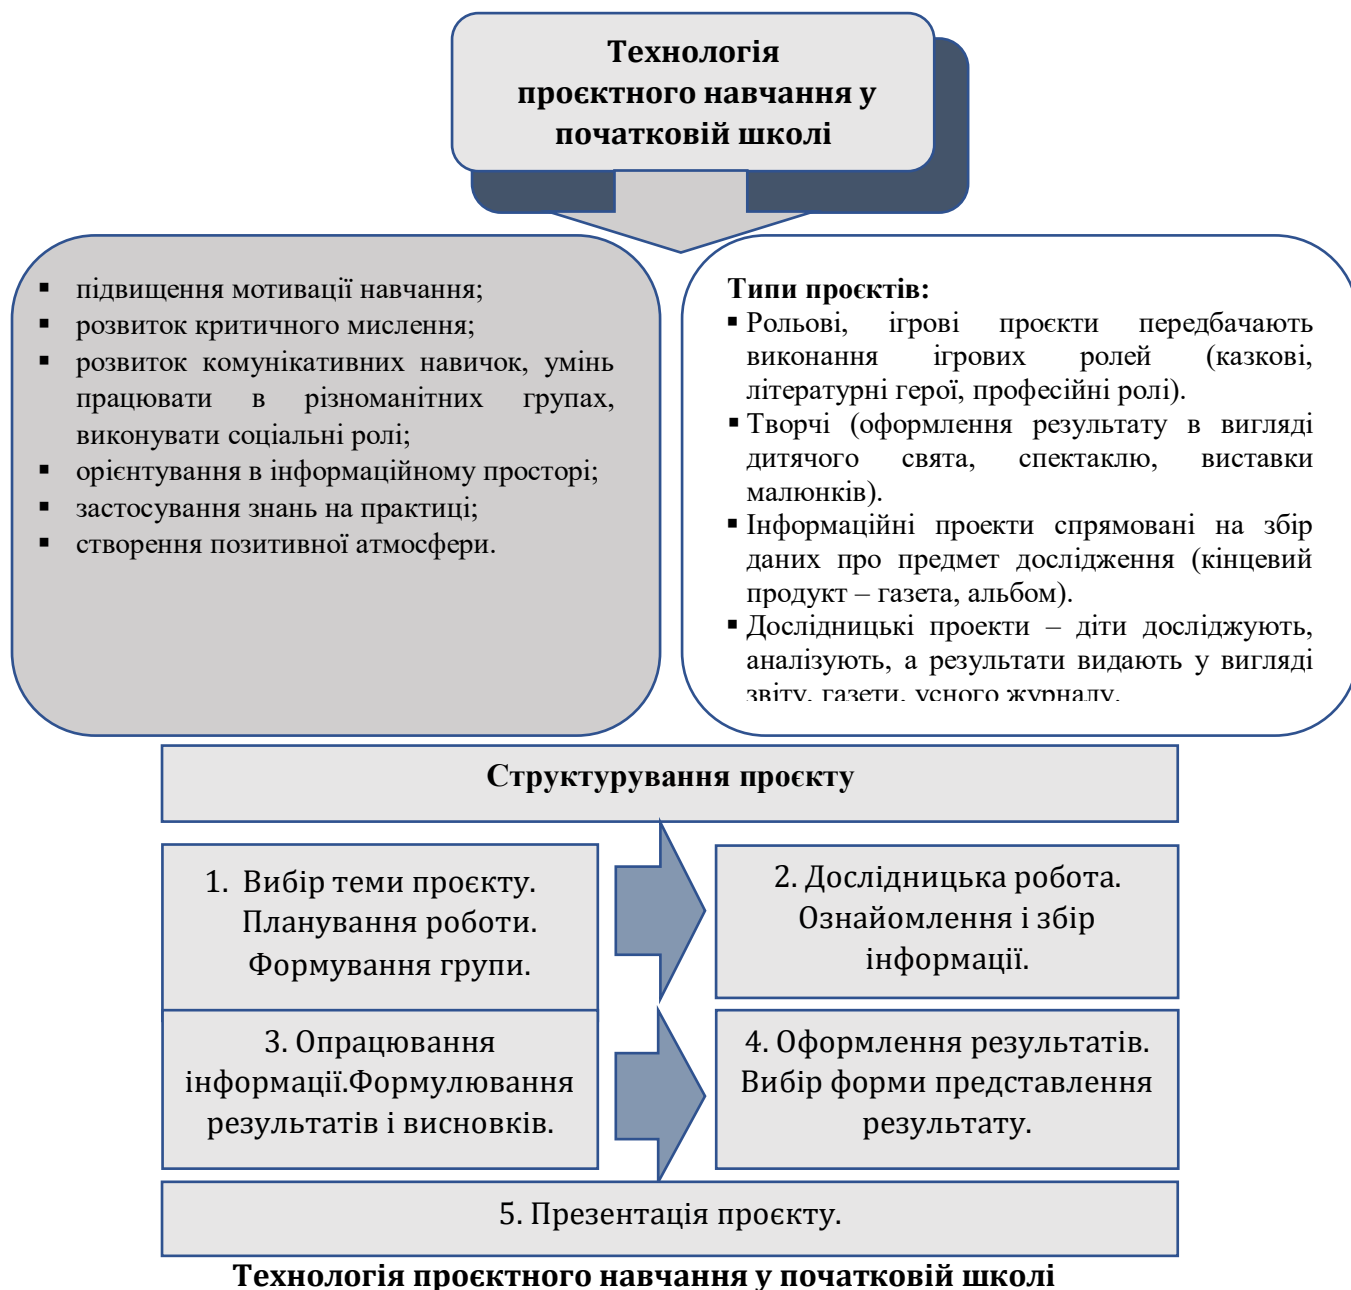 Технологія
проєктного навчання у
початковій школі
▪ підвищення мотивації навчання;
▪ розвиток критичного мислення;
▪ розвиток комунікативних навичок, умінь
працювати в різноманітних групах,
виконувати соціальні ролі;
▪ орієнтування в інформаційному просторі;
▪ застосування знань на практиці;
▪ створення позитивної атмосфери.
Типи проєктів:
▪ Рольові, ігрові проєкти передбачають
виконання ігрових ролей (казкові,
літературні герої, професійні ролі).
▪ Творчі (оформлення результату в вигляді
дитячого свята, спектаклю, виставки
малюнків).
▪ Інформаційні проекти спрямовані на збір
даних про предмет дослідження (кінцевий
продукт – газета, альбом).
▪ Дослідницькі проекти – діти досліджують,
аналізують, а результати видають у вигляді
звіту, газети, усного журналу.
Структурування проєкту
1. Вибір теми проєкту.
Планування роботи.
Формування групи.
2. Дослідницька робота.
Ознайомлення і збір
інформації.
3. Опрацювання
інформації.Формулювання
результатів і висновків.
4. Оформлення результатів.
Вибір форми представлення
результату.
5. Презентація проєкту.
Технологія проєктного навчання у початковій школі